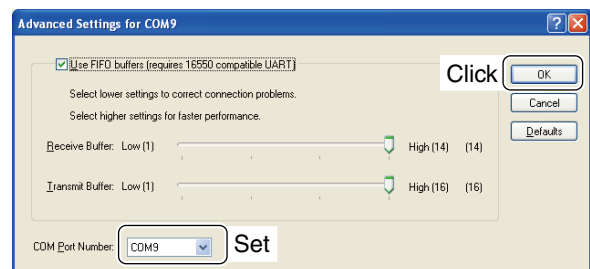 Advanced Settings for COM9
Use FIFO buffers (requires 16550 compatible UART)
Click
OK
Select lower settings to correct connection problems.
Cancel
Select higher settings for faster performance.
Defaults
Receive Buffer: Low (1) High (14) (14)
Transmit Buffer: Low (1) High (16) (16)
COM Port Number: COM9 Set